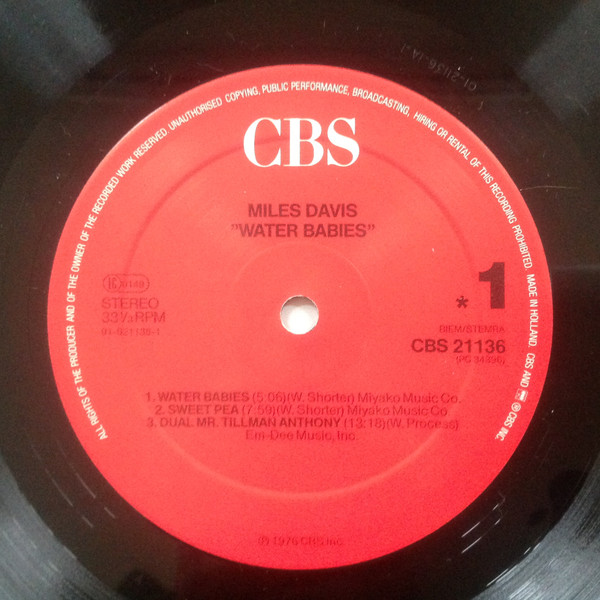 ALL RIGHTS OF THE PRODUCER AND OF THE OWNER OF THE RECORDED WORK RESERVED UNAUTHORISED COPYING, PUBLIC PERFORMANCE, BROADCASTING, HIRING OR RENTAL OF THIS RECORDING PROHIBITED. MADE IN HOLLAND. CBS AND ® CBS INC.
CBS
MILES DAVIS
"WATER BABIES"
STEREO
33⅓ RPM
* 1
BIEM/STEMRA
CBS 21136
(PC 34396)
1. WATER BABIES (5:06)(W. Shorter) Miyako Music Co.
2. SWEET PEA (7:59)(W. Shorter) Miyako Music Co
3. DUAL MR. TILLMAN ANTHONY (13:18)(W. Process)
Em-Dee Music, Inc.
℗ 1976 CBS Inc.